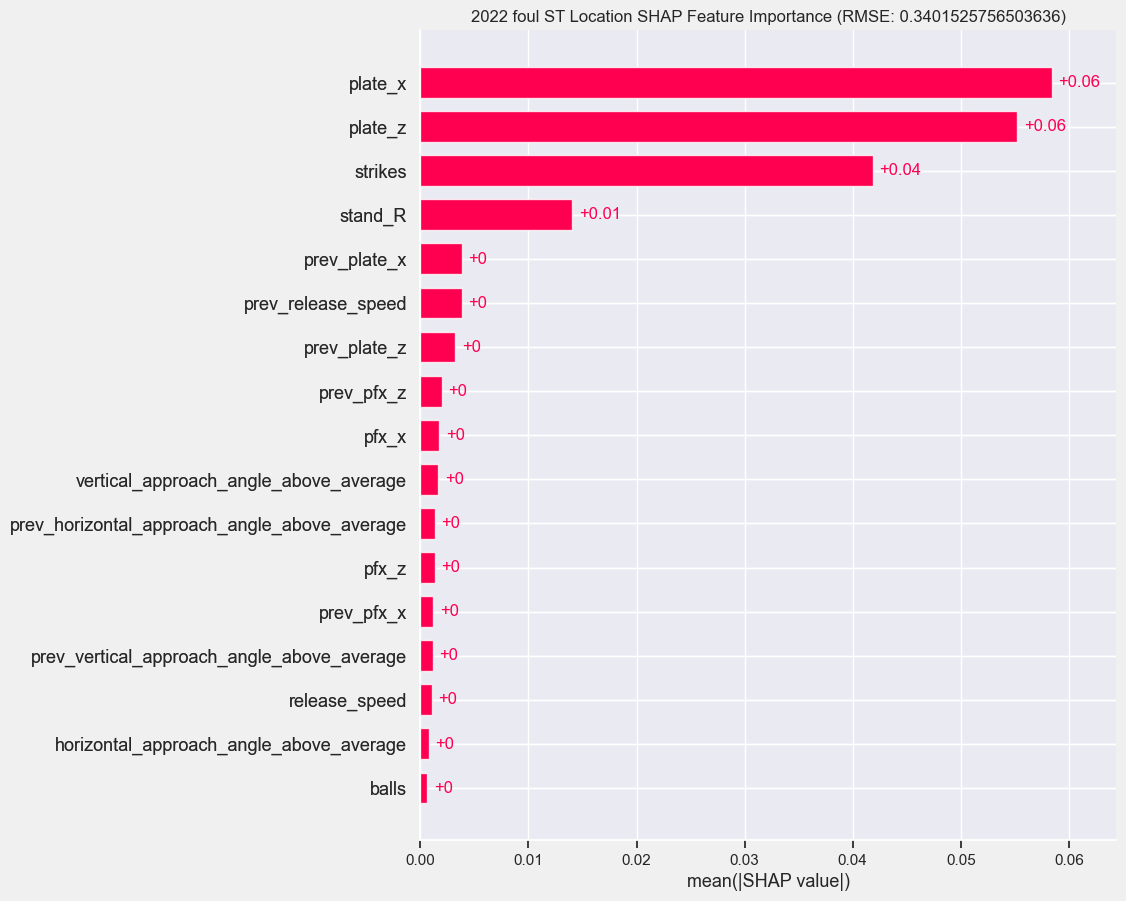 2022 foul ST Location SHAP Feature Importance (RMSE: 0.3401525756503636)
plate_x +0.06
plate_z +0.06
strikes +0.04
stand_R +0.01
prev_plate_x +0
prev_release_speed +0
prev_plate_z +0
prev_pfx_z +0
pfx_x +0
vertical_approach_angle_above_average +0
prev_horizontal_approach_angle_above_average +0
pfx_z +0
prev_pfx_x +0
prev_vertical_approach_angle_above_average +0
release_speed +0
horizontal_approach_angle_above_average +0
balls +0
0.00 0.01 0.02 0.03 0.04 0.05 0.06
mean(|SHAP value|)